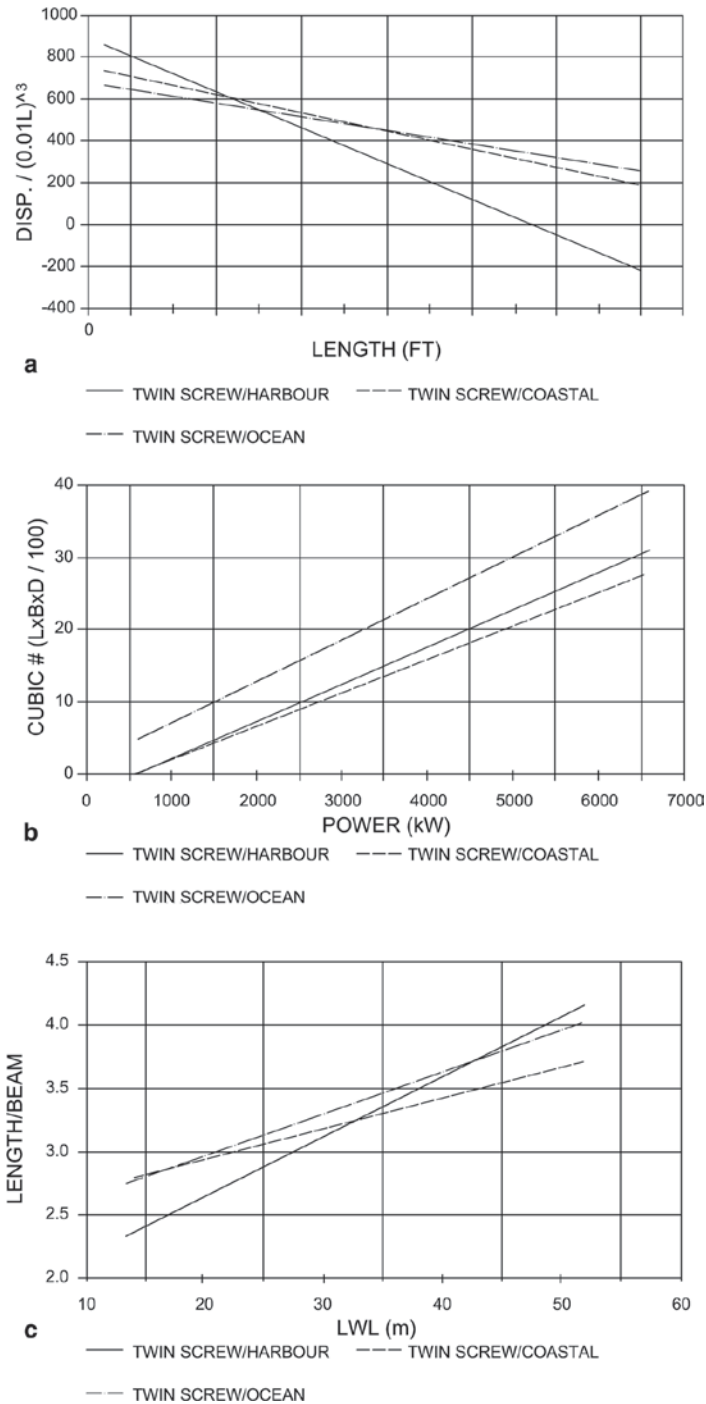 1000
800
600
400
200
0
-200
-400
DISP. / (0.01L)^3
0
LENGTH (FT)
a
TWIN SCREW/HARBOUR TWIN SCREW/COASTAL
TWIN SCREW/OCEAN
40
30
20
10
0
CUBIC # (LxBxD / 100)
0 1000 2000 3000 4000 5000 6000 7000
POWER (kW)
b
TWIN SCREW/HARBOUR TWIN SCREW/COASTAL
TWIN SCREW/OCEAN
4.5
4.0
3.5
3.0
2.5
2.0
LENGTH/BEAM
10 20 30 40 50 60
LWL (m)
c
TWIN SCREW/HARBOUR TWIN SCREW/COASTAL
TWIN SCREW/OCEAN